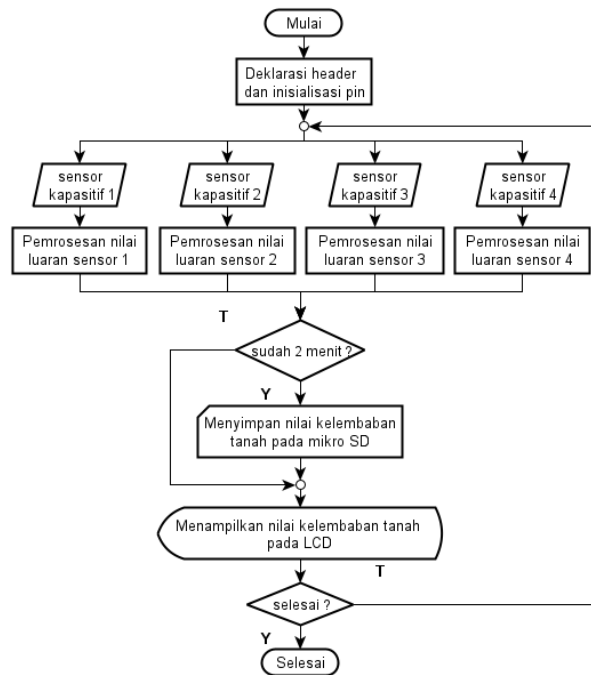 Mulai
Deklarasi header
dan inisialisasi pin
sensor
kapasitif 1
sensor
kapasitif 2
sensor
kapasitif 3
sensor
kapasitif 4
Pemrosesan nilai
luaran sensor 1
Pemrosesan nilai
luaran sensor 2
Pemrosesan nilai
luaran sensor 3
Pemrosesan nilai
luaran sensor 4
T
sudah 2 menit ?
Y
Menyimpan nilai kelembaban
tanah pada mikro SD
Menampilkan nilai kelembaban tanah
pada LCD
T
selesai ?
Y
Selesai